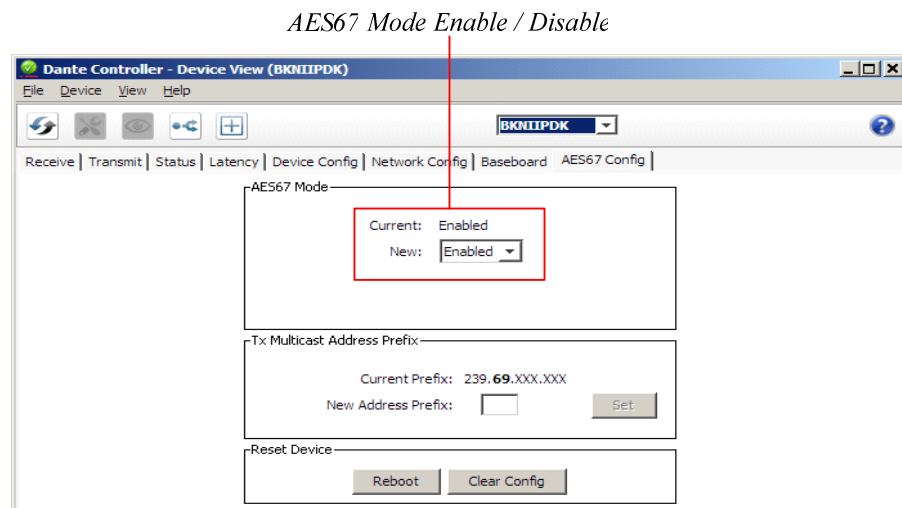 AES67 Mode Enable / Disable
Dante Controller - Device View (BKNIIPDK)
File Device View Help
BKNIIPDK
Receive Transmit Status Latency Device Config Network Config Baseboard AES67 Config
AES67 Mode
Current: Enabled
New: Enabled
Tx Multicast Address Prefix
Current Prefix: 239.69.XXX.XXX
New Address Prefix: Set
Reset Device
Reboot Clear Config